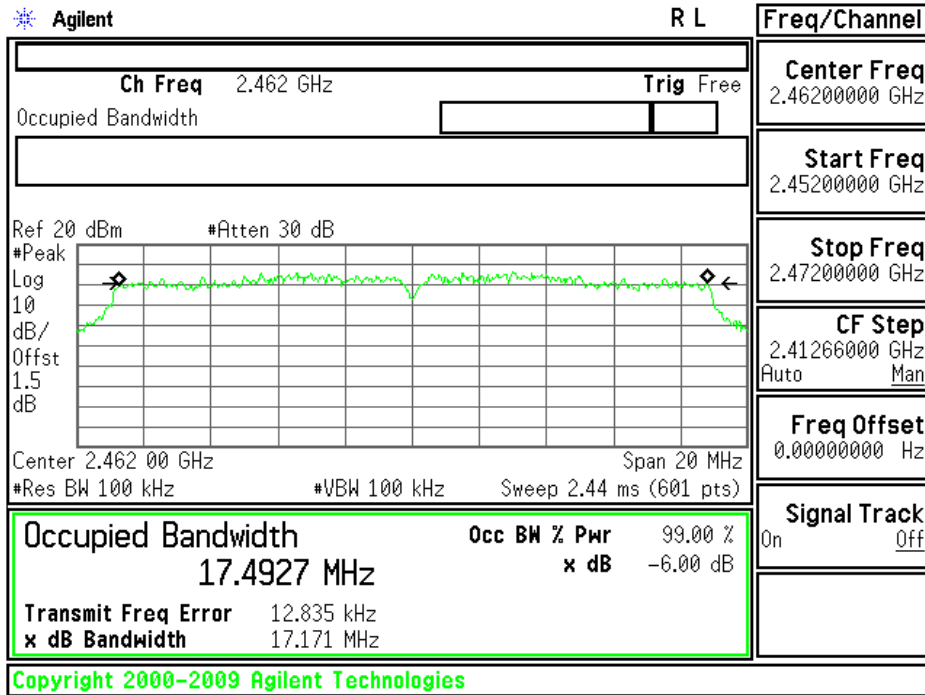 Agilent R L
Ch Freq 2.462 GHz Trig Free
Occupied Bandwidth
Ref 20 dBm #Atten 30 dB
#Peak
Log
10
dB/
Offst
1.5
dB
Center 2.462 00 GHz Span 20 MHz
#Res BW 100 kHz #VBW 100 kHz Sweep 2.44 ms (601 pts)
Occupied Bandwidth Occ BW % Pwr 99.00 %
17.4927 MHz x dB -6.00 dB
Transmit Freq Error 12.835 kHz
x dB Bandwidth 17.171 MHz
Copyright 2000-2009 Agilent Technologies
Freq/Channel
Center Freq
2.46200000 GHz
Start Freq
2.45200000 GHz
Stop Freq
2.47200000 GHz
CF Step
2.41266000 GHz
Auto Man
Freq Offset
0.00000000 Hz
Signal Track
On Off